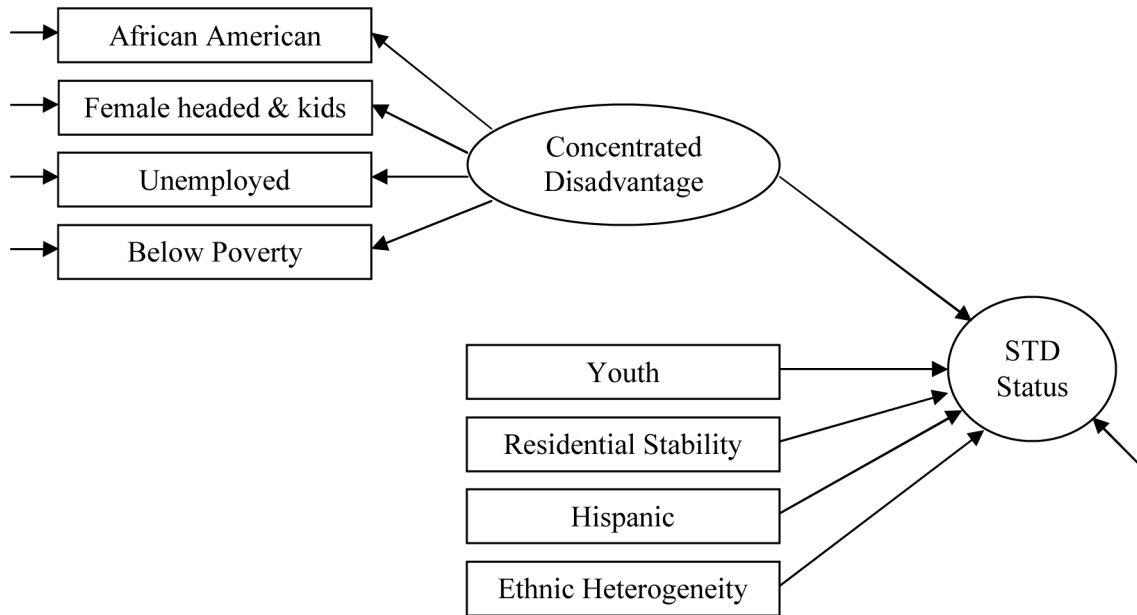 African American
Female headed & kids
Unemployed
Below Poverty
Concentrated
Disadvantage
STD
Status
Youth
Residential Stability
Hispanic
Ethnic Heterogeneity